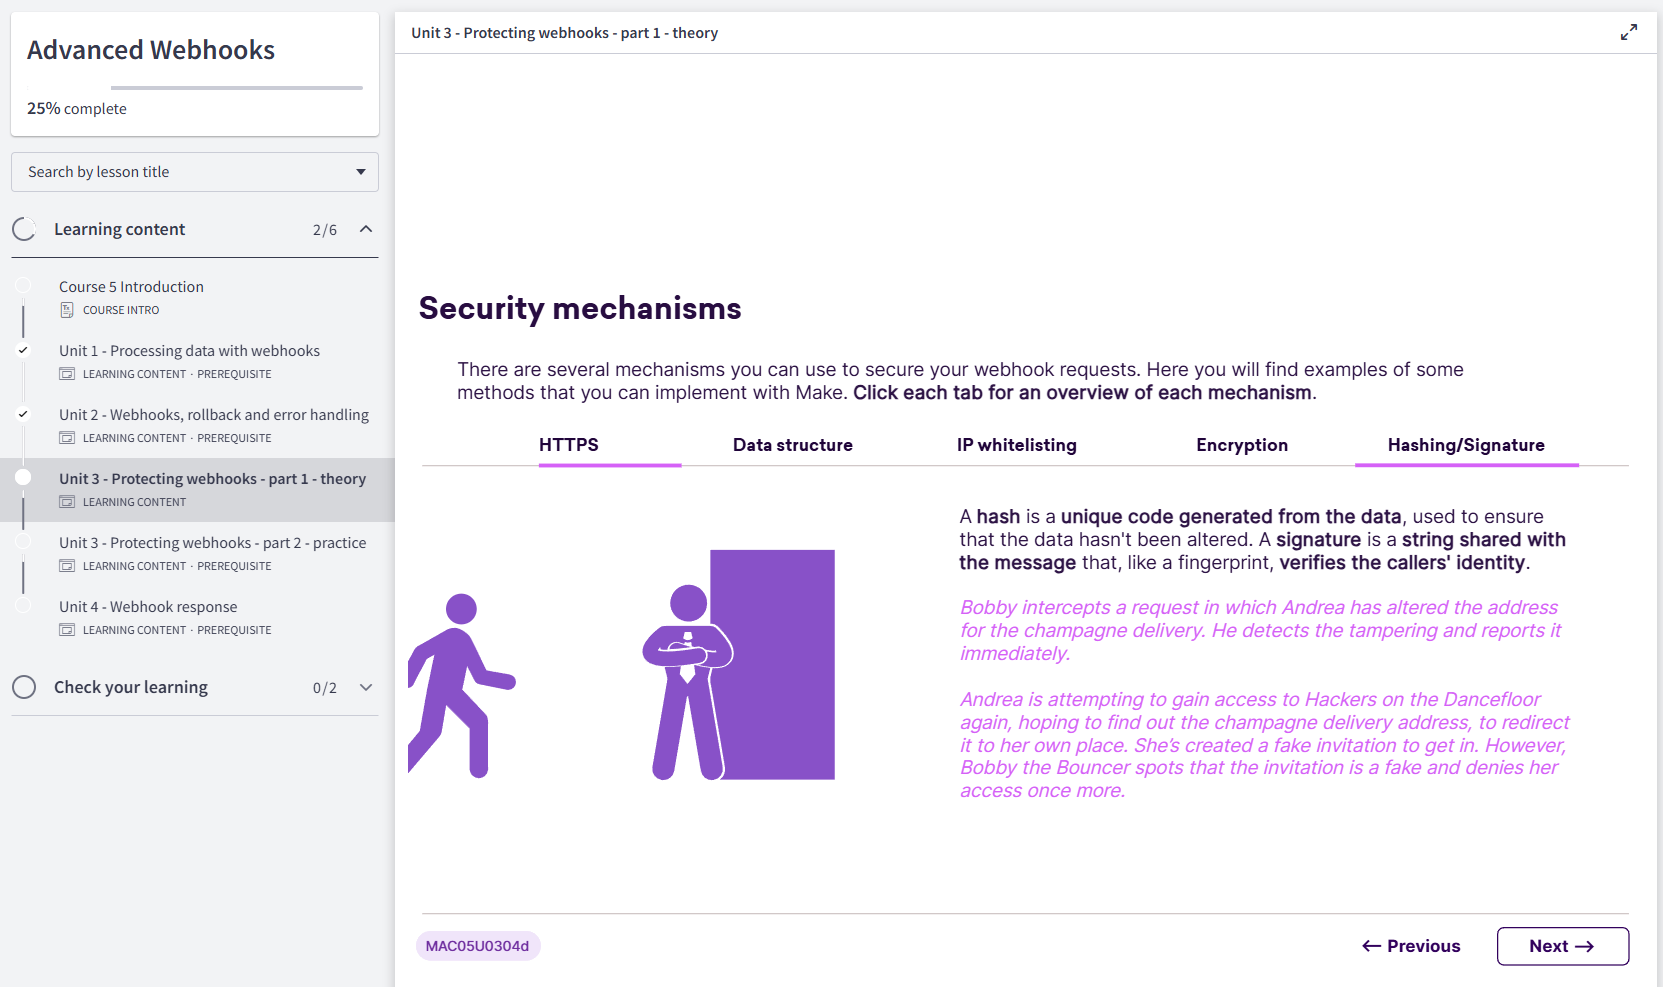 Advanced Webhooks
25% complete
Search by lesson title
Learning content 2/6
Course 5 Introduction
COURSE INTRO
Unit 1 - Processing data with webhooks
LEARNING CONTENT · PREREQUISITE
Unit 2 - Webhooks, rollback and error handling
LEARNING CONTENT · PREREQUISITE
Unit 3 - Protecting webhooks - part 1 - theory
LEARNING CONTENT
Unit 3 - Protecting webhooks - part 2 - practice
LEARNING CONTENT · PREREQUISITE
Unit 4 - Webhook response
LEARNING CONTENT · PREREQUISITE
Check your learning 0/2
Unit 3 - Protecting webhooks - part 1 - theory
Security mechanisms
There are several mechanisms you can use to secure your webhook requests. Here you will find examples of some
methods that you can implement with Make. Click each tab for an overview of each mechanism.
HTTPS Data structure IP whitelisting Encryption Hashing/Signature
A hash is a unique code generated from the data, used to ensure
that the data hasn't been altered. A signature is a string shared with
the message that, like a fingerprint, verifies the callers' identity.
Bobby intercepts a request in which Andrea has altered the address
for the champagne delivery. He detects the tampering and reports it
immediately.
Andrea is attempting to gain access to Hackers on the Dancefloor
again, hoping to find out the champagne delivery address, to redirect
it to her own place. She's created a fake invitation to get in. However,
Bobby the Bouncer spots that the invitation is a fake and denies her
access once more.
MAC05U0304d
← Previous
Next →